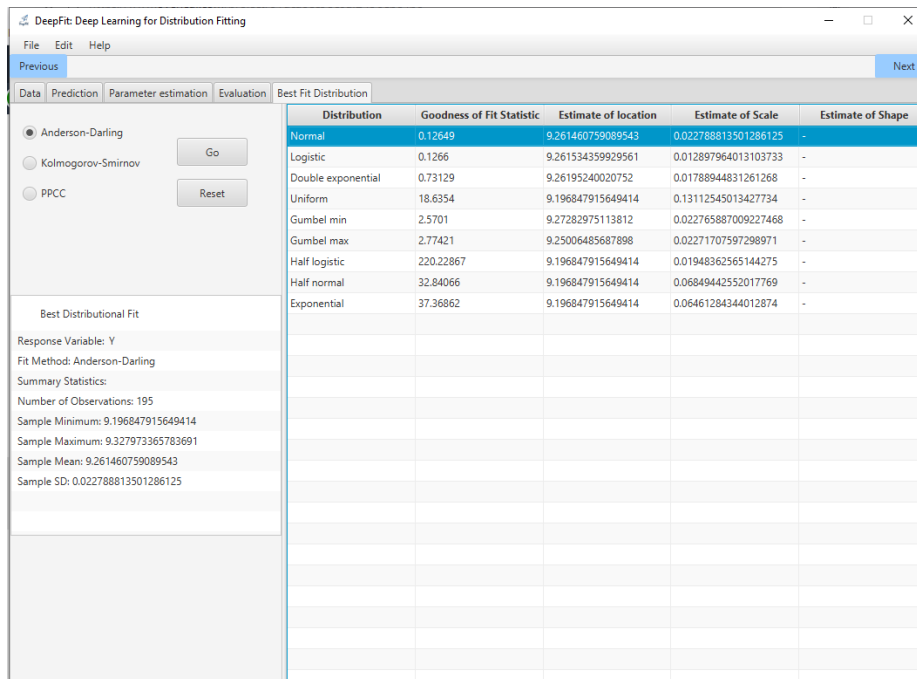 DeepFit: Deep Learning for Distribution Fitting
File Edit Help
Previous Next
Data Prediction Parameter estimation Evaluation Best Fit Distribution
Anderson-Darling
Kolmogorov-Smirnov
PPCC
Go
Reset
Best Distributional Fit
Response Variable: Y
Fit Method: Anderson-Darling
Summary Statistics:
Number of Observations: 195
Sample Minimum: 9.196847915649414
Sample Maximum: 9.327973365783691
Sample Mean: 9.261460759089543
Sample SD: 0.022788813501286125
Distribution Goodness of Fit Statistic Estimate of location Estimate of Scale Estimate of Shape
Normal 0.12649 9.261460759089543 0.022788813501286125 -
Logistic 0.1266 9.261534359929561 0.012897964013103733 -
Double exponential 0.73129 9.26195240020752 0.01788944831261268 -
Uniform 18.6354 9.196847915649414 0.13112545013427734 -
Gumbel min 2.5701 9.27282975113812 0.022765887009227468 -
Gumbel max 2.77421 9.25006485687898 0.02271707597298971 -
Half logistic 220.22867 9.196847915649414 0.01948362565144275 -
Half normal 32.84066 9.196847915649414 0.06849442552017769 -
Exponential 37.36862 9.196847915649414 0.06461284344012874 -